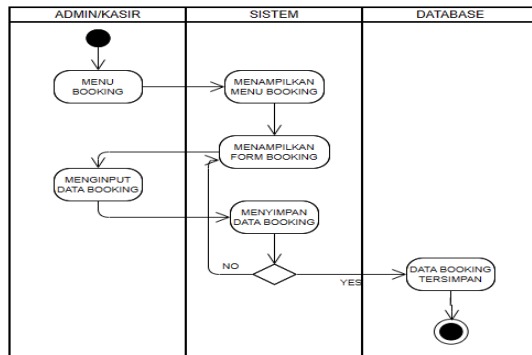 ADMIN/KASIR
SISTEM
DATABASE
MENU
BOOKING
MENAMPILKAN
MENU BOOKING
MENAMPILKAN
FORM BOOKING
MENGINPUT
DATA BOOKING
MENYIMPAN
DATA BOOKING
NO
YES
DATA BOOKING
TERSIMPAN